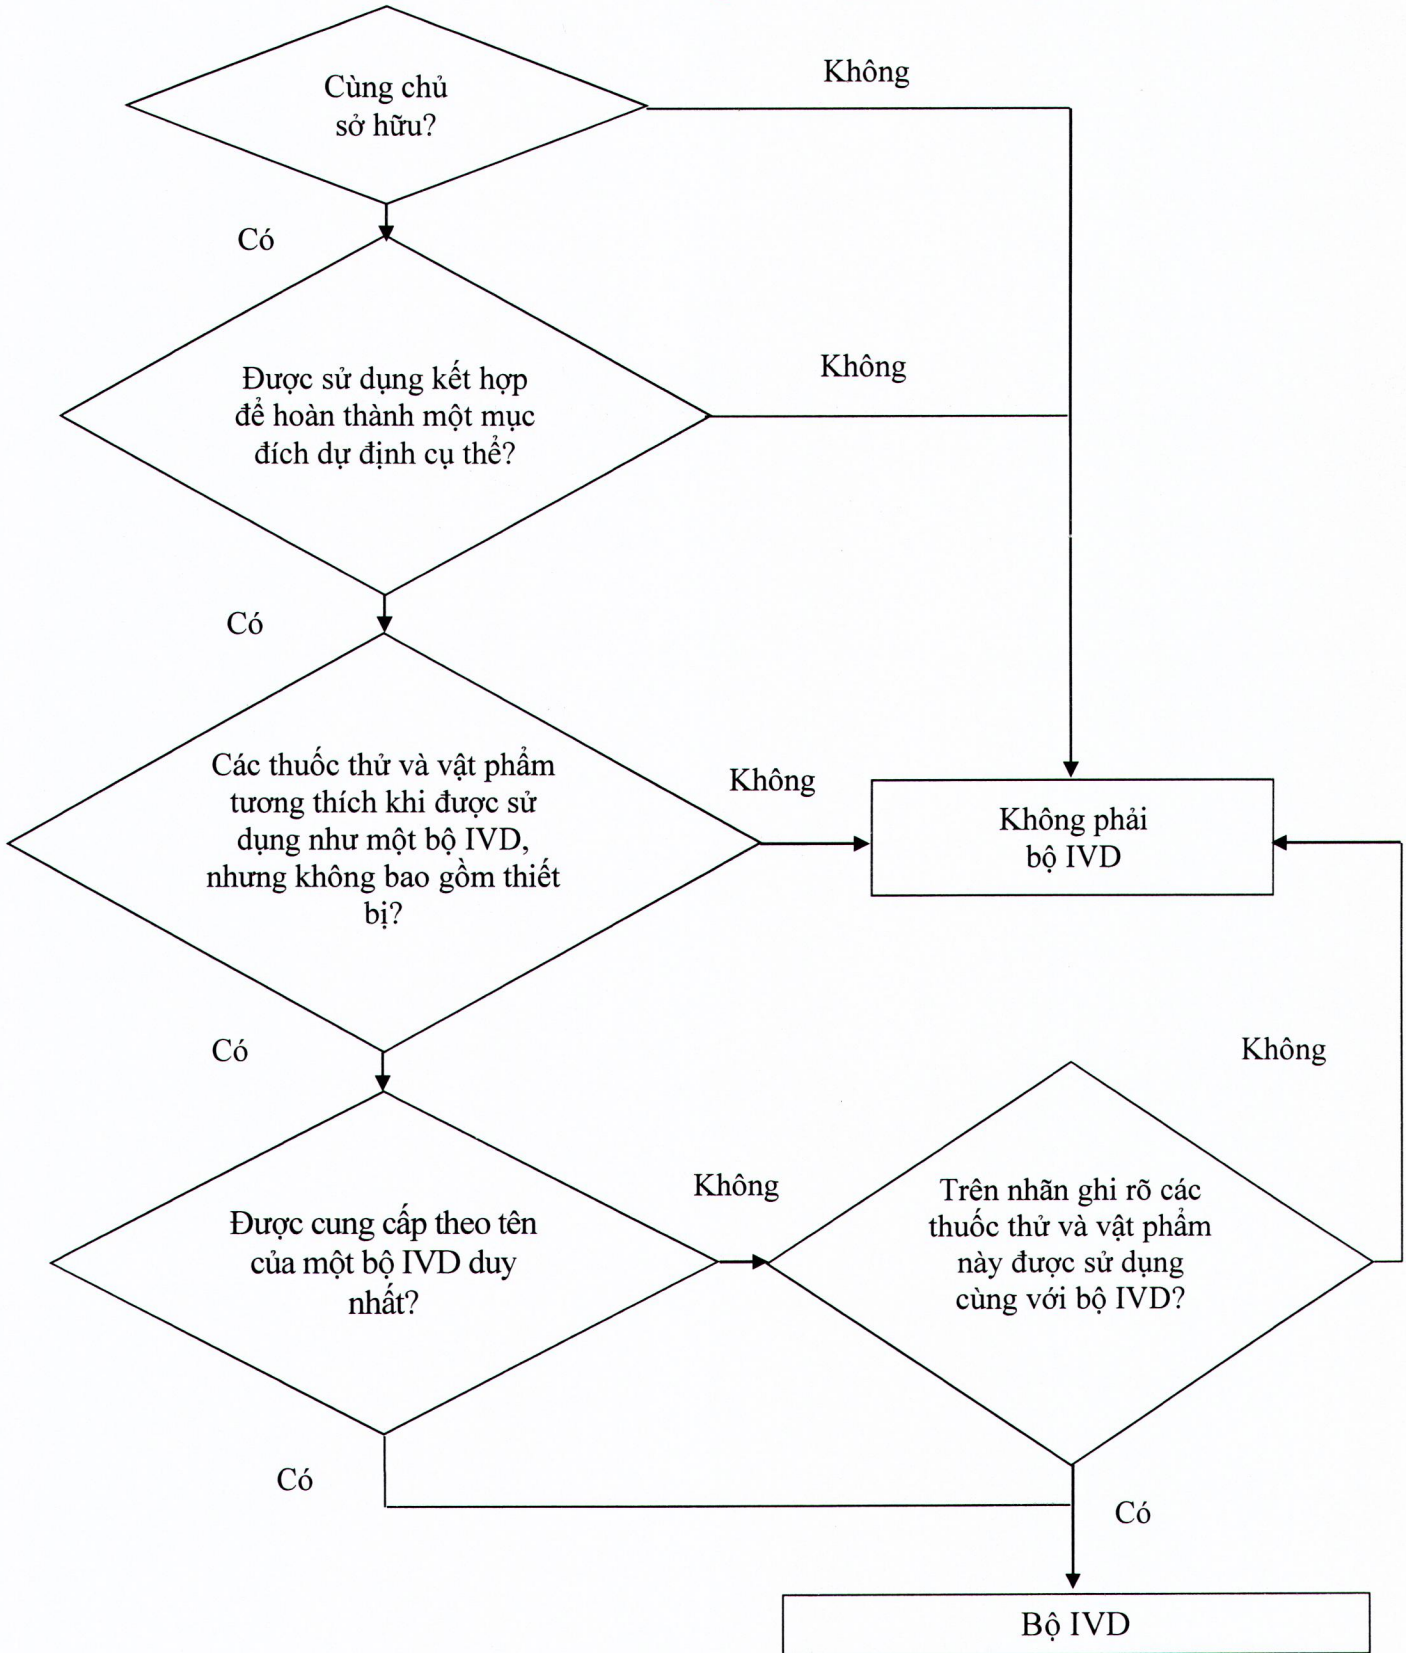 Cùng chủ
sở hữu?
Không
Có
Được sử dụng kết hợp
để hoàn thành một mục
đích dự định cụ thể?
Không
Có
Các thuốc thử và vật phẩm
tương thích khi được sử
dụng như một bộ IVD,
nhưng không bao gồm thiết
bị?
Không
Không phải
bộ IVD
Có
Được cung cấp theo tên
của một bộ IVD duy
nhất?
Không
Trên nhãn ghi rõ các
thuốc thử và vật phẩm
này được sử dụng
cùng với bộ IVD?
Không
Có
Có
Bộ IVD